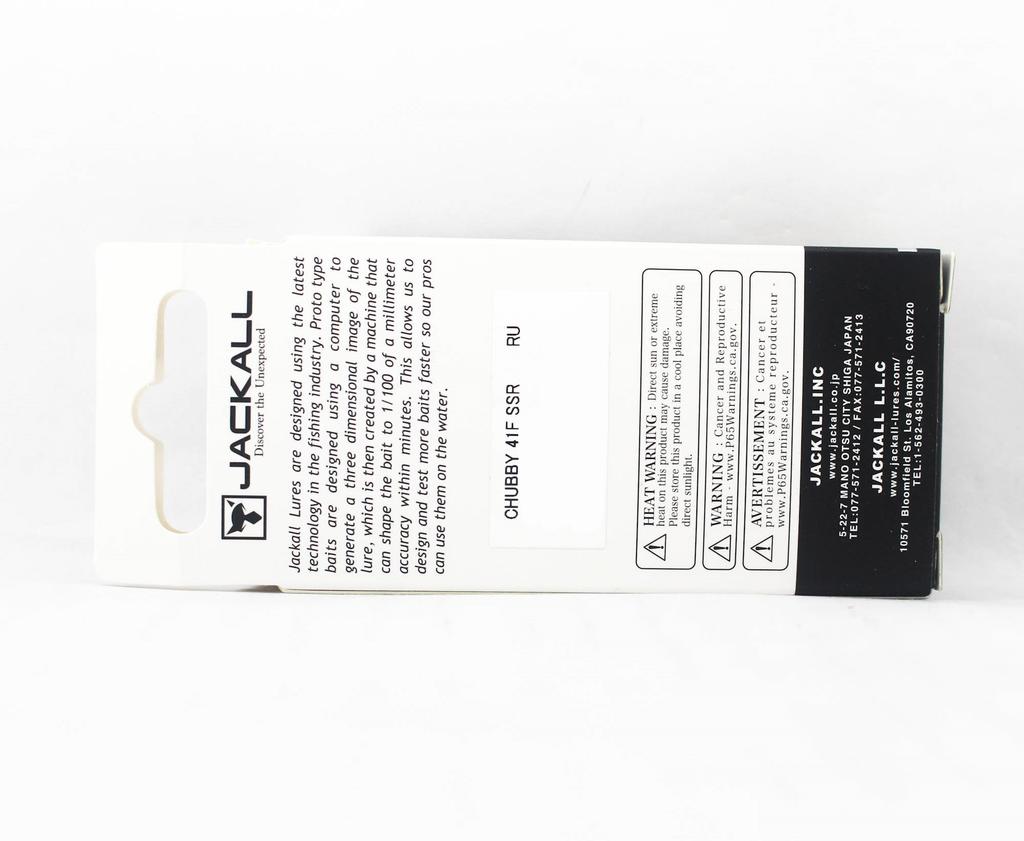 JACKALL
Discover the Unexpected
Jackall Lures are designed using the latest
technology in the fishing industry. Proto type
baits are designed using a computer to
generate a three dimensional image of the
lure, which is then created by a machine that
can shape the bait to 1/100 of a millimeter
accuracy within minutes. This allows us to
design and test more baits faster so our pros
can use them on the water.
CHUBBY 41F SSR RU
HEAT WARNING : Direct sun or extreme
heat on this product may cause damage.
Please store this product in a cool place avoiding
direct sunlight.
WARNING : Cancer and Reproductive
Harm - www.P65Warnings.ca.gov.
AVERTISSEMENT : Cancer et
problemes au systeme reproducteur -
www.P65Warnings.ca.gov.
JACKALL.INC
www.jackall.co.jp
5-22-7 MANO OTSU CITY SHIGA JAPAN
TEL:077-571-2412 / FAX:077-571-2413
JACKALL L.L.C
www.jackall-lures.com/
10571 Bloomfield St. Los Alamitos, CA90720
TEL:1-562-493-0300